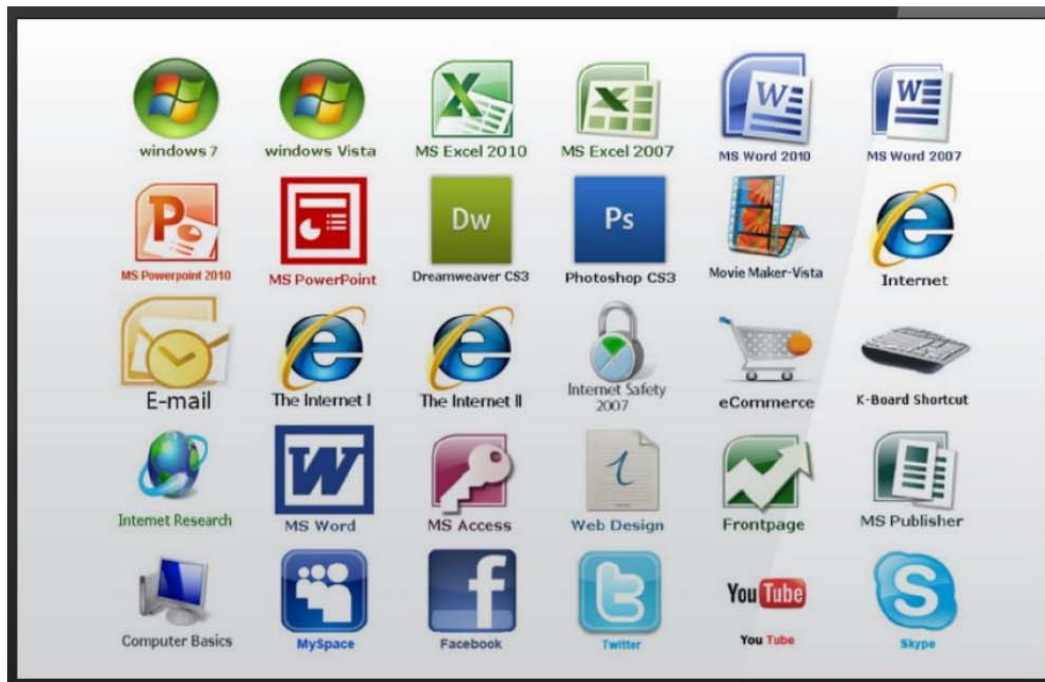 windows 7
windows Vista
MS Excel 2010
MS Excel 2007
MS Word 2010
MS Word 2007
MS Powerpoint 2010
MS PowerPoint
Dw
Dreamweaver CS3
Ps
Photoshop CS3
Movie Maker-Vista
Internet
E-mail
The Internet I
The Internet II
Internet Safety
2007
eCommerce
K-Board Shortcut
Internet Research
W
MS Word
MS Access
Web Design
Frontpage
MS Publisher
Computer Basics
MySpace
Facebook
Twitter
You Tube
You Tube
Skype